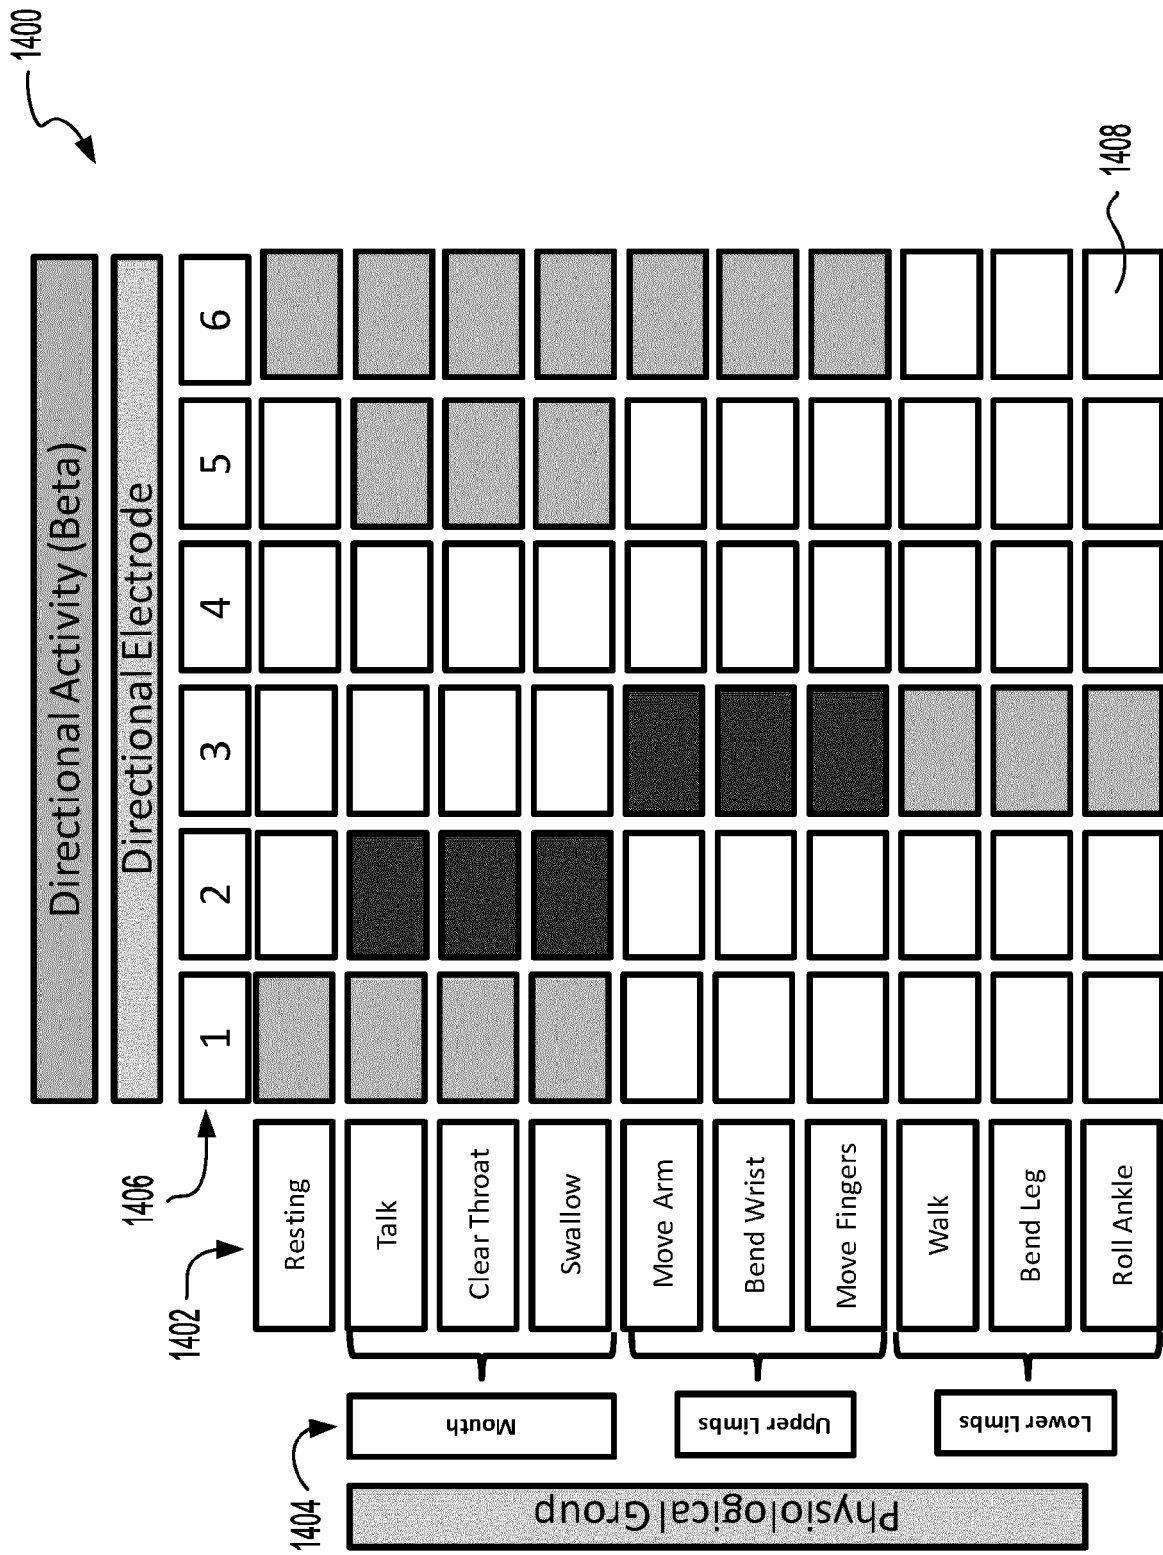 1400
Directional Activity (Beta)
Directional Electrode
1406
1
2
3
4
5
6
1402
Resting
Talk
Clear Throat
Swallow
Move Arm
Bend Wrist
Move Fingers
Walk
Bend Leg
Roll Ankle
1408
1404
Mouth
Upper Limbs
Lower Limbs
Physiological Group